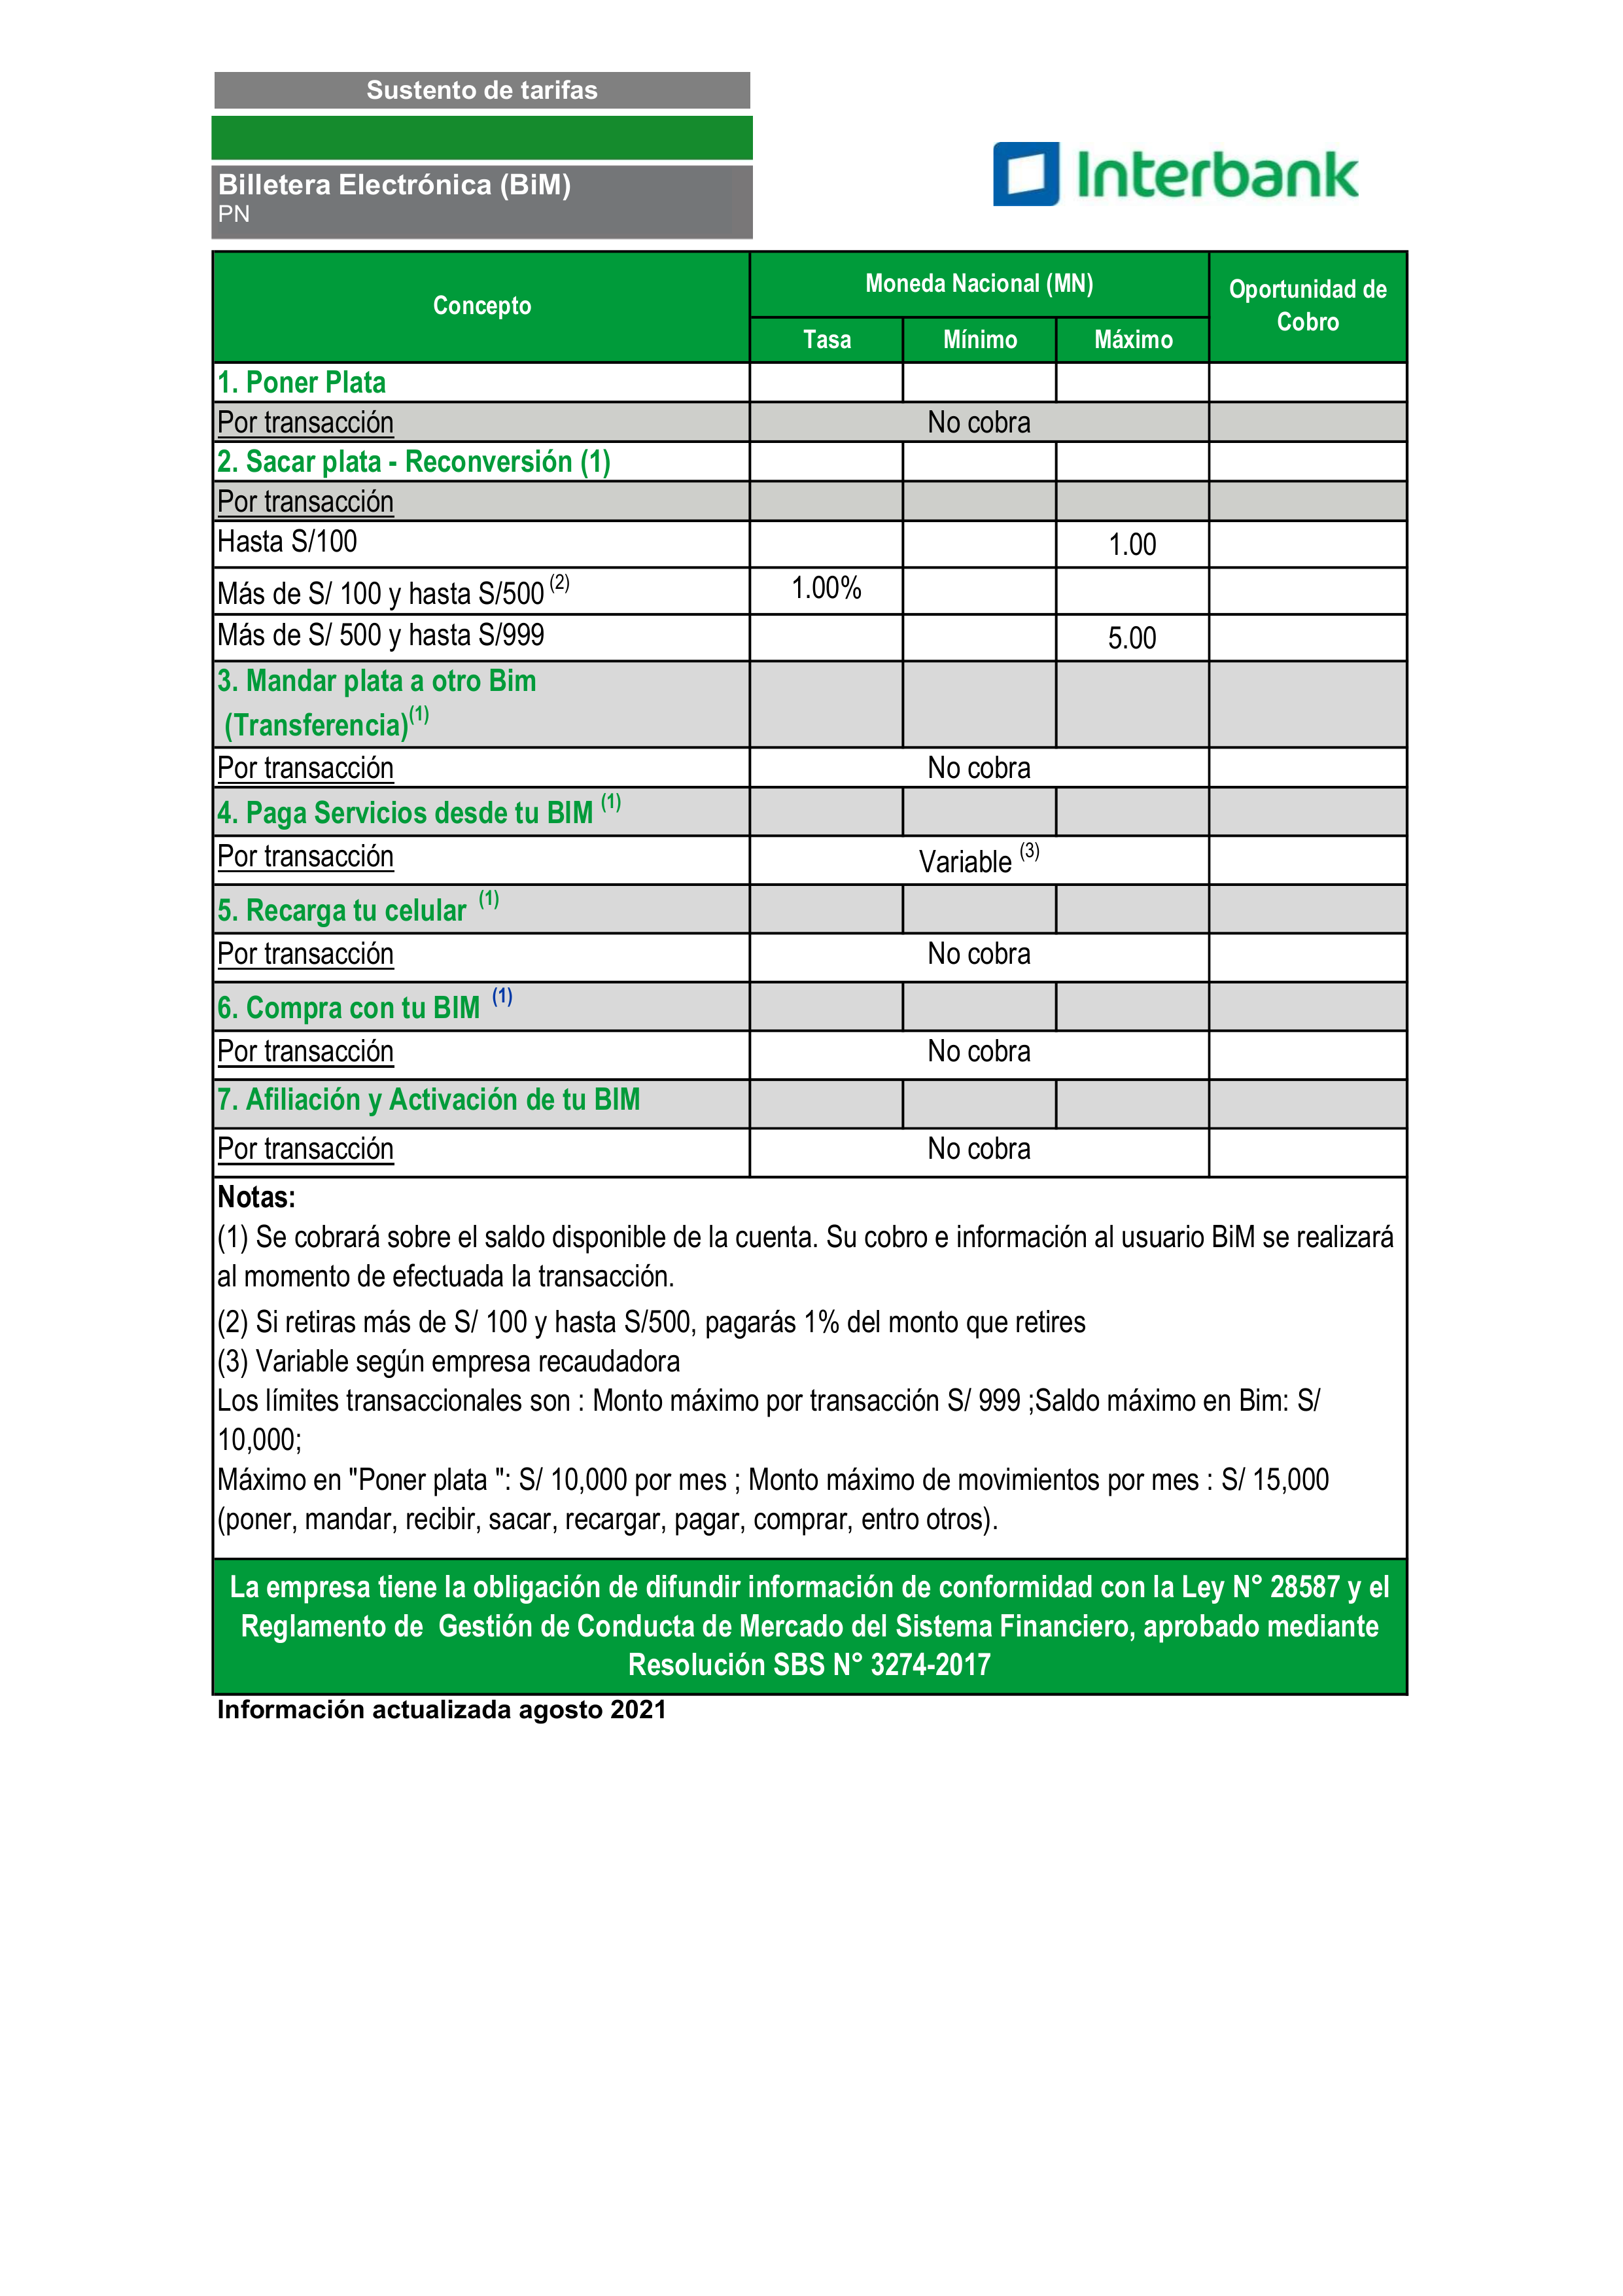 Sustento de tarifas
Billetera Electrónica (BiM)
PN
Interbank
Concepto
Moneda Nacional (MN)
Oportunidad de
Cobro
Tasa Mínimo Máximo
1. Poner Plata
Por transacción No cobra
2. Sacar plata - Reconversión (1)
Por transacción
Hasta S/100 1.00
Más de S/ 100 y hasta S/500 (2) 1.00%
Más de S/ 500 y hasta S/999 5.00
3. Mandar plata a otro Bim
(Transferencia)(1)
Por transacción No cobra
4. Paga Servicios desde tu BIM (1)
Por transacción Variable (3)
5. Recarga tu celular (1)
Por transacción No cobra
6. Compra con tu BIM (1)
Por transacción No cobra
7. Afiliación y Activación de tu BIM
Por transacción No cobra
Notas:
(1) Se cobrará sobre el saldo disponible de la cuenta. Su cobro e información al usuario BiM se realizará
al momento de efectuada la transacción.
(2) Si retiras más de S/ 100 y hasta S/500, pagarás 1% del monto que retires
(3) Variable según empresa recaudadora
Los límites transaccionales son : Monto máximo por transacción S/ 999 ;Saldo máximo en Bim: S/
10,000;
Máximo en "Poner plata ": S/ 10,000 por mes ; Monto máximo de movimientos por mes : S/ 15,000
(poner, mandar, recibir, sacar, recargar, pagar, comprar, entro otros).
La empresa tiene la obligación de difundir información de conformidad con la Ley N° 28587 y el
Reglamento de Gestión de Conducta de Mercado del Sistema Financiero, aprobado mediante
Resolución SBS N° 3274-2017
Información actualizada agosto 2021